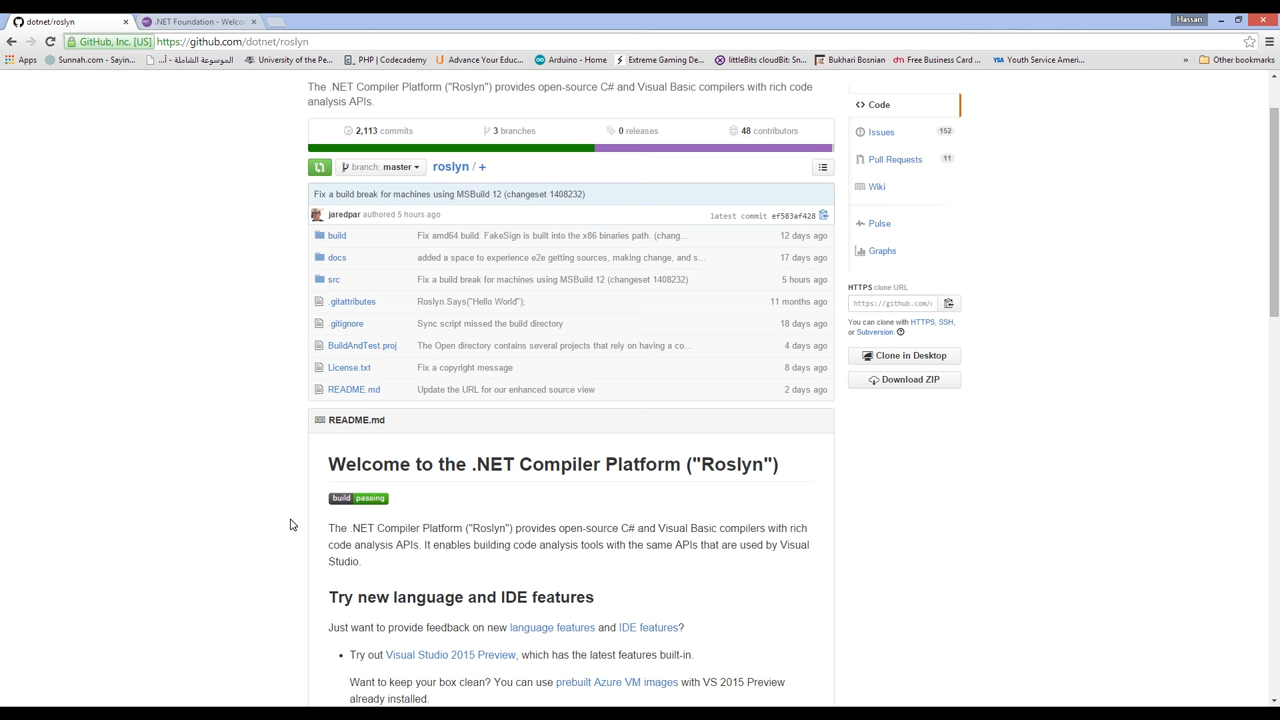 dotnet/roslyn
.NET Foundation - Welco
Hassan
GitHub, Inc. [US] https://github.com/dotnet/roslyn
Apps
Sunnah.com - Sayin...
الموسوعة الشاملة - أ...
University of the Pe...
PHP | Codecademy
Advance Your Educ...
Arduino - Home
Extreme Gaming De...
littleBits cloudBit: Sn...
Bukhari Bosnian
Free Business Card ...
Youth Service Ameri...
»
Other bookmarks
The .NET Compiler Platform ("Roslyn") provides open-source C# and Visual Basic compilers with rich code
analysis APIs.
2,113 commits
3 branches
0 releases
48 contributors
branch: master
roslyn / +
Fix a build break for machines using MSBuild 12 (changeset 1408232)
jaredpar authored 5 hours ago
latest commit ef583af428
build Fix amd64 build: FakeSign is built into the x86 binaries path. (chang... 12 days ago
docs added a space to experience e2e getting sources, making change, and s... 17 days ago
src Fix a build break for machines using MSBuild 12 (changeset 1408232) 5 hours ago
.gitattributes Roslyn.Says("Hello World"); 11 months ago
.gitignore Sync script missed the build directory 18 days ago
BuildAndTest.proj The Open directory contains several projects that rely on having a co... 4 days ago
License.txt Fix a copyright message 8 days ago
README.md Update the URL for our enhanced source view 2 days ago
README.md
Welcome to the .NET Compiler Platform ("Roslyn")
build passing
The .NET Compiler Platform ("Roslyn") provides open-source C# and Visual Basic compilers with rich
code analysis APIs. It enables building code analysis tools with the same APIs that are used by Visual
Studio.
Try new language and IDE features
Just want to provide feedback on new language features and IDE features?
• Try out Visual Studio 2015 Preview, which has the latest features built-in.
Want to keep your box clean? You can use prebuilt Azure VM images with VS 2015 Preview
already installed.
<> Code
Issues 152
Pull Requests 11
Wiki
Pulse
Graphs
HTTPS clone URL
https://github.com/
You can clone with HTTPS, SSH,
or Subversion.
Clone in Desktop
Download ZIP